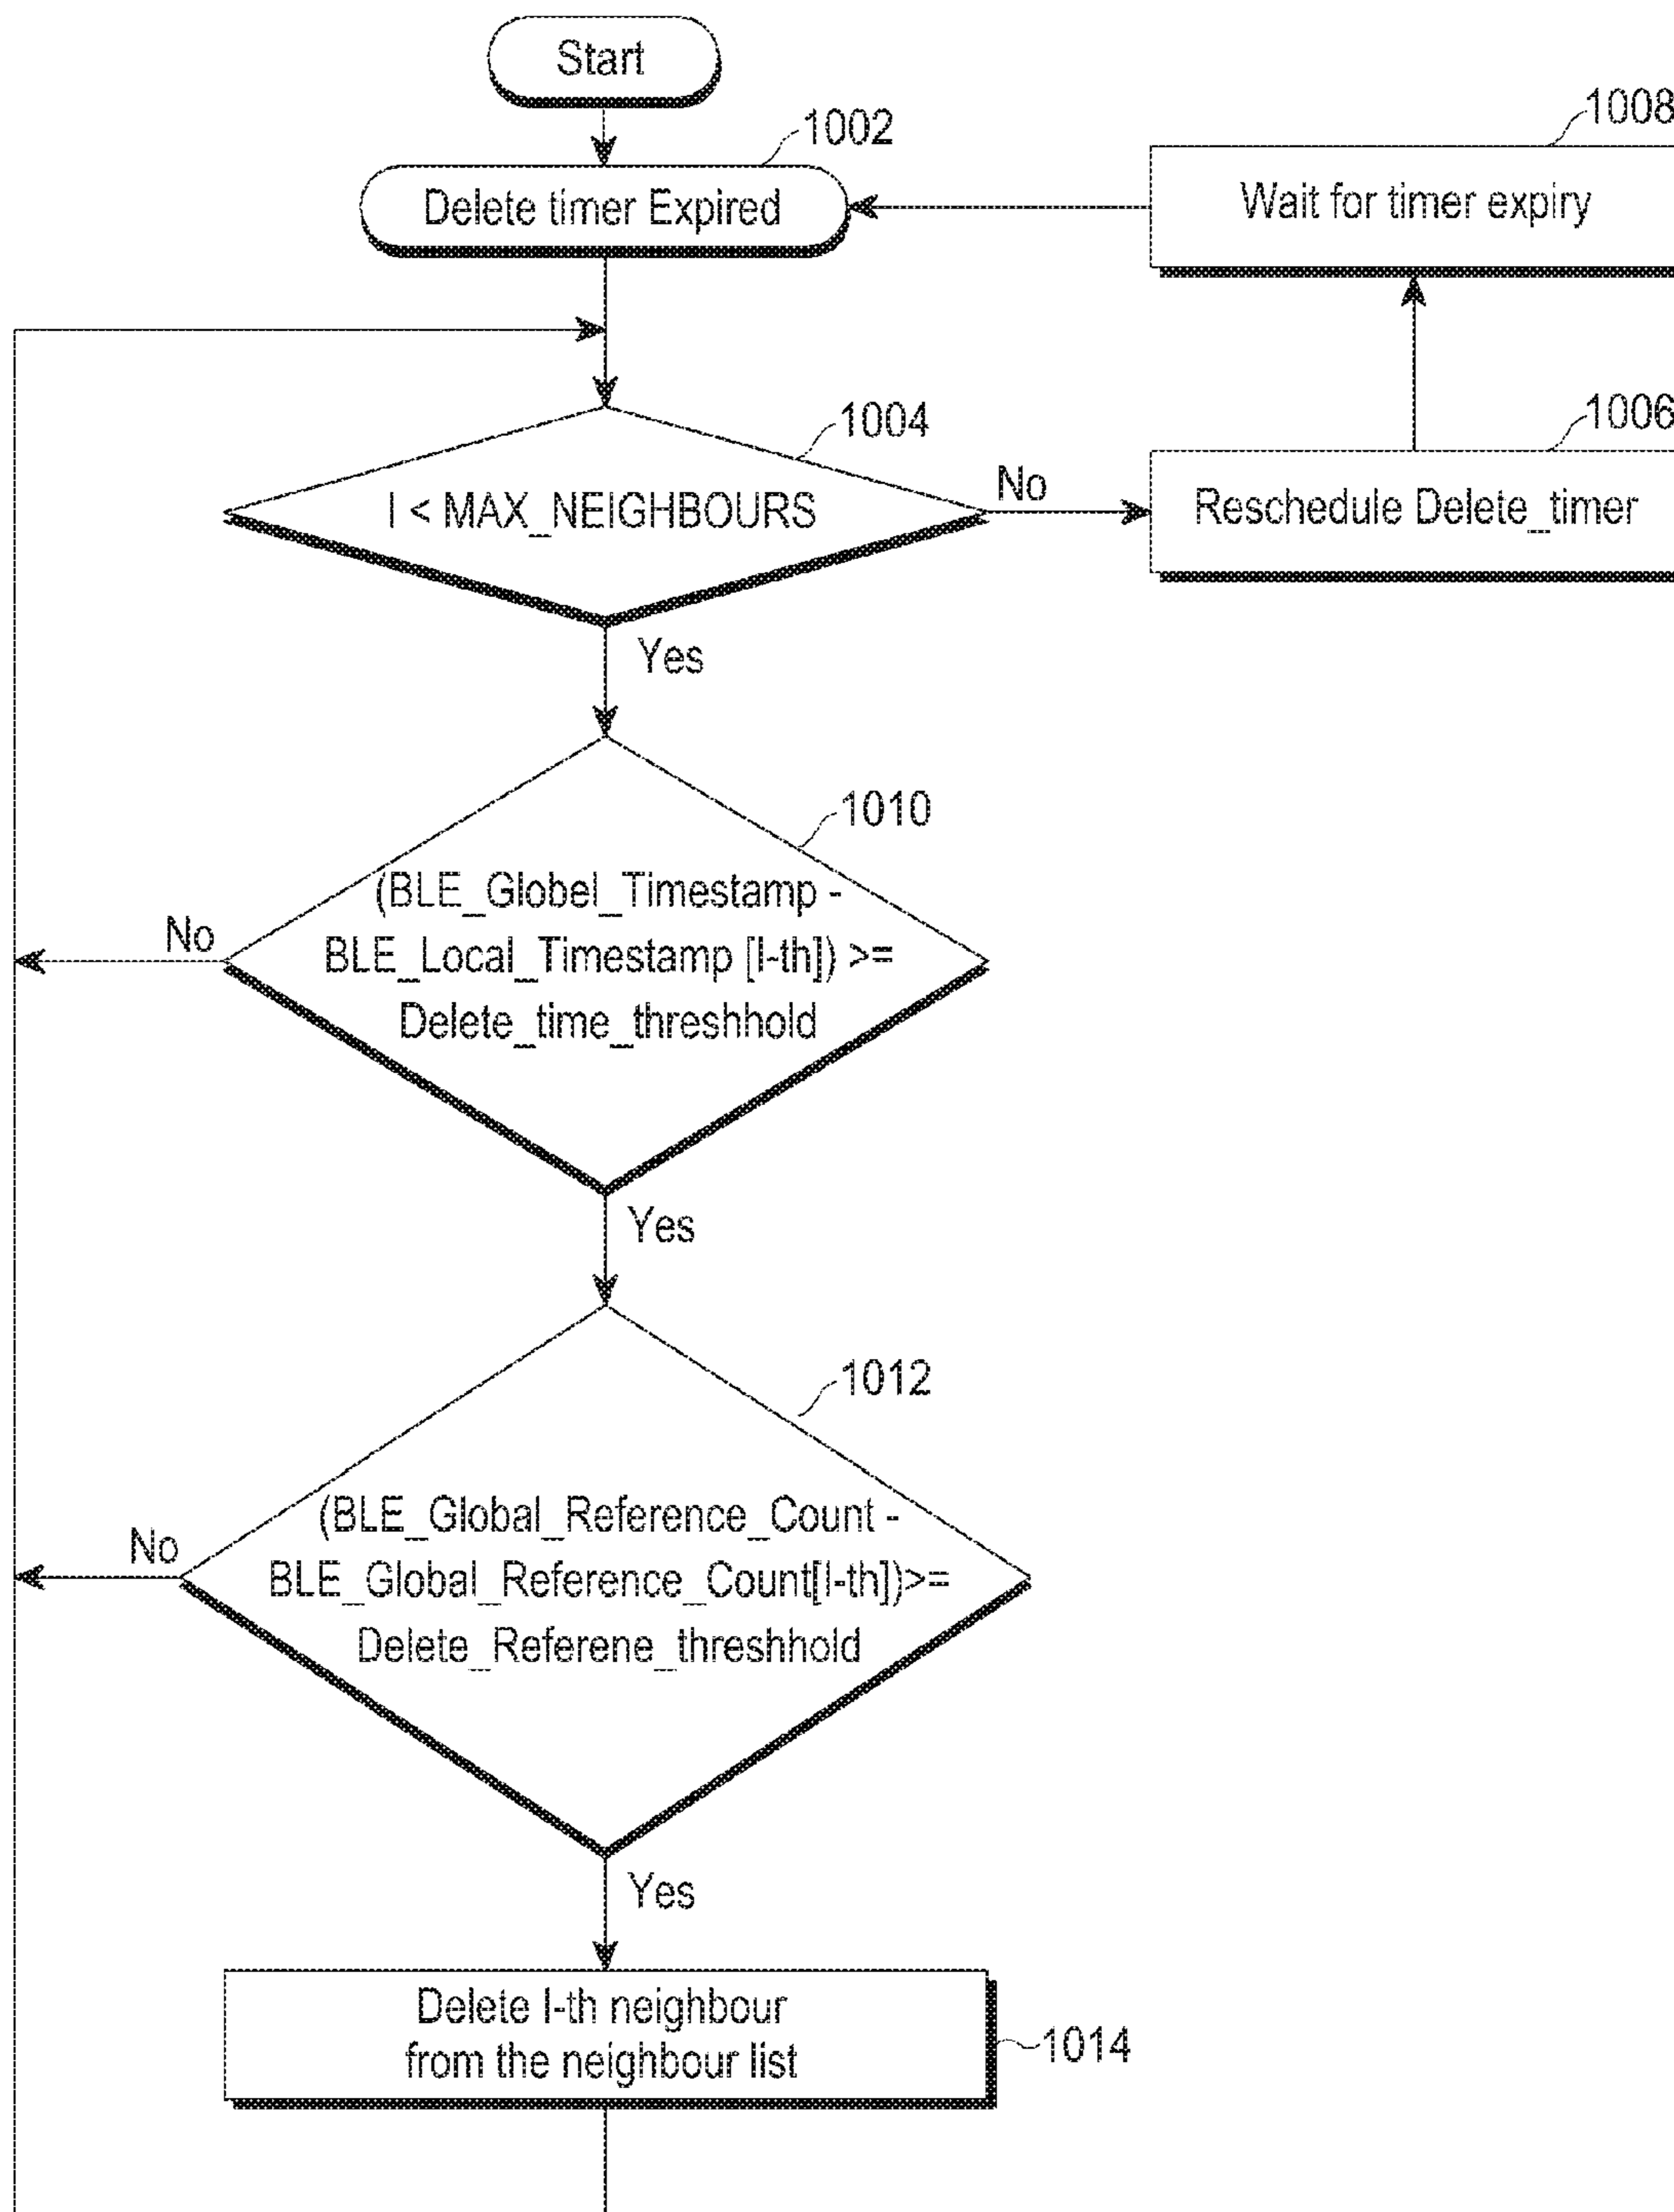 Start
1002
Delete timer Expired
1008
Wait for timer expiry
1004
I < MAX_NEIGHBOURS
No
1006
Reschedule Delete_timer
Yes
1010
(BLE_Globel_Timestamp -
BLE_Local_Timestamp [I-th]) >=
Delete_time_threshhold
No
Yes
1012
(BLE_Global_Reference_Count -
BLE_Global_Reference_Count[I-th])>=
Delete_Referene_threshhold
No
Yes
Delete I-th neighbour
from the neighbour list
1014